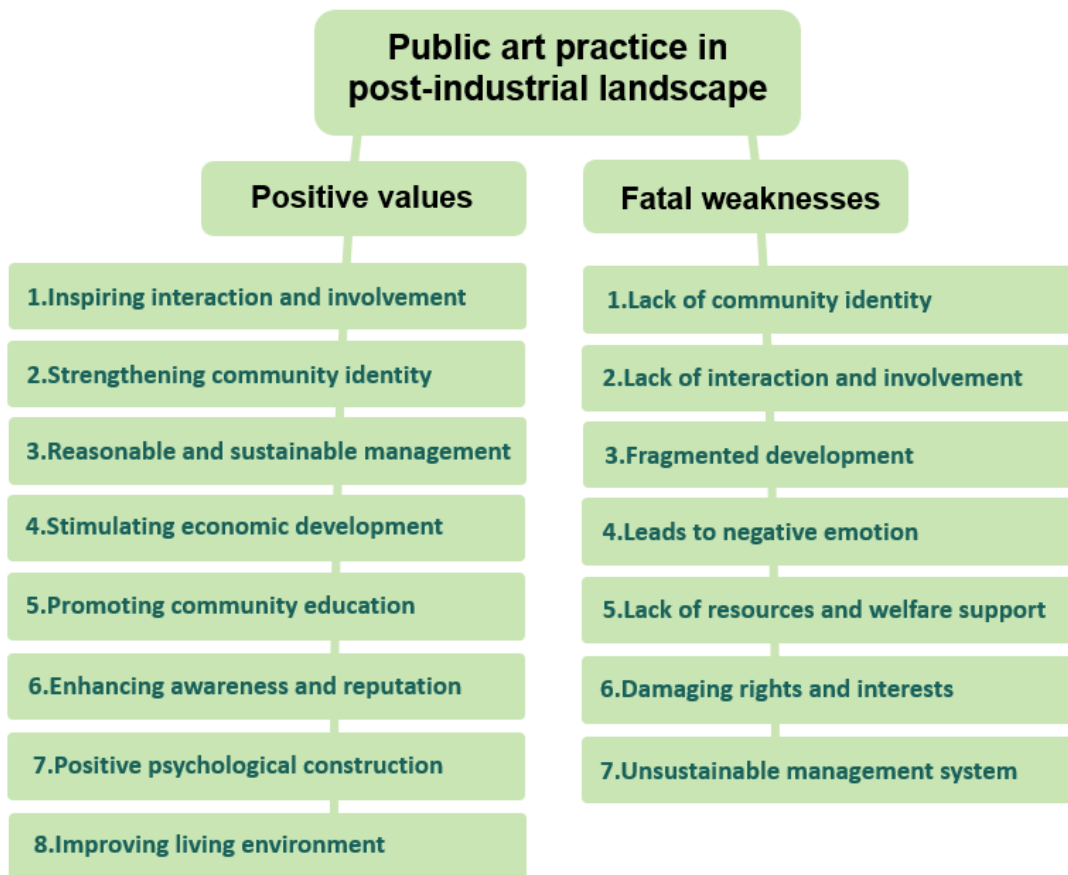 Public art practice in
post-industrial landscape
Positive values
1.Inspiring interaction and involvement
2.Strengthening community identity
3.Reasonable and sustainable management
4.Stimulating economic development
5.Promoting community education
6.Enhancing awareness and reputation
7.Positive psychological construction
8.Improving living environment
Fatal weaknesses
1.Lack of community identity
2.Lack of interaction and involvement
3.Fragmented development
4.Leads to negative emotion
5.Lack of resources and welfare support
6.Damaging rights and interests
7.Unsustainable management system